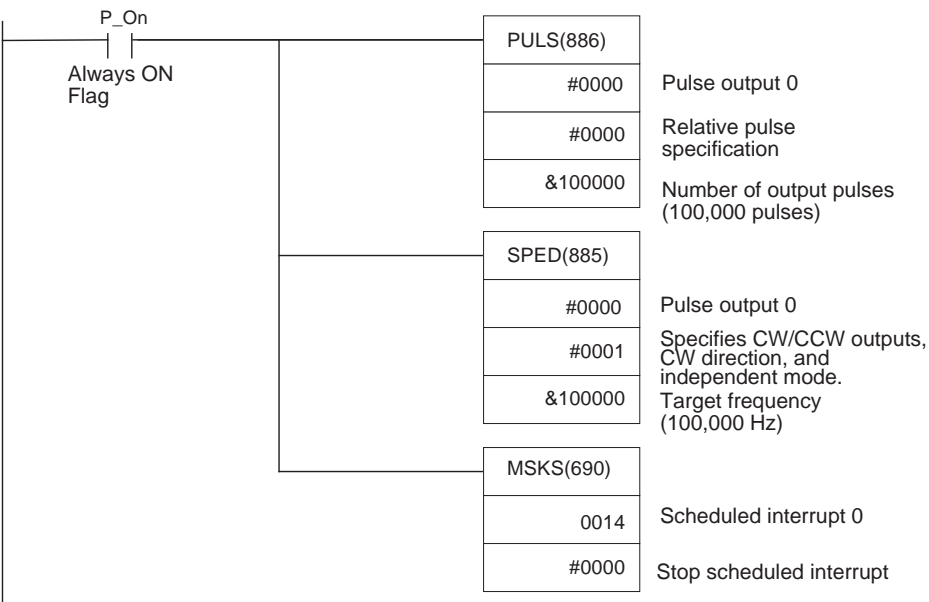 P_On
Always ON
Flag
PULS(886)
#0000
Pulse output 0
#0000
Relative pulse
specification
&100000
Number of output pulses
(100,000 pulses)
SPED(885)
#0000
Pulse output 0
#0001
Specifies CW/CCW outputs,
CW direction, and
independent mode.
&100000
Target frequency
(100,000 Hz)
MSKS(690)
0014
Scheduled interrupt 0
#0000
Stop scheduled interrupt